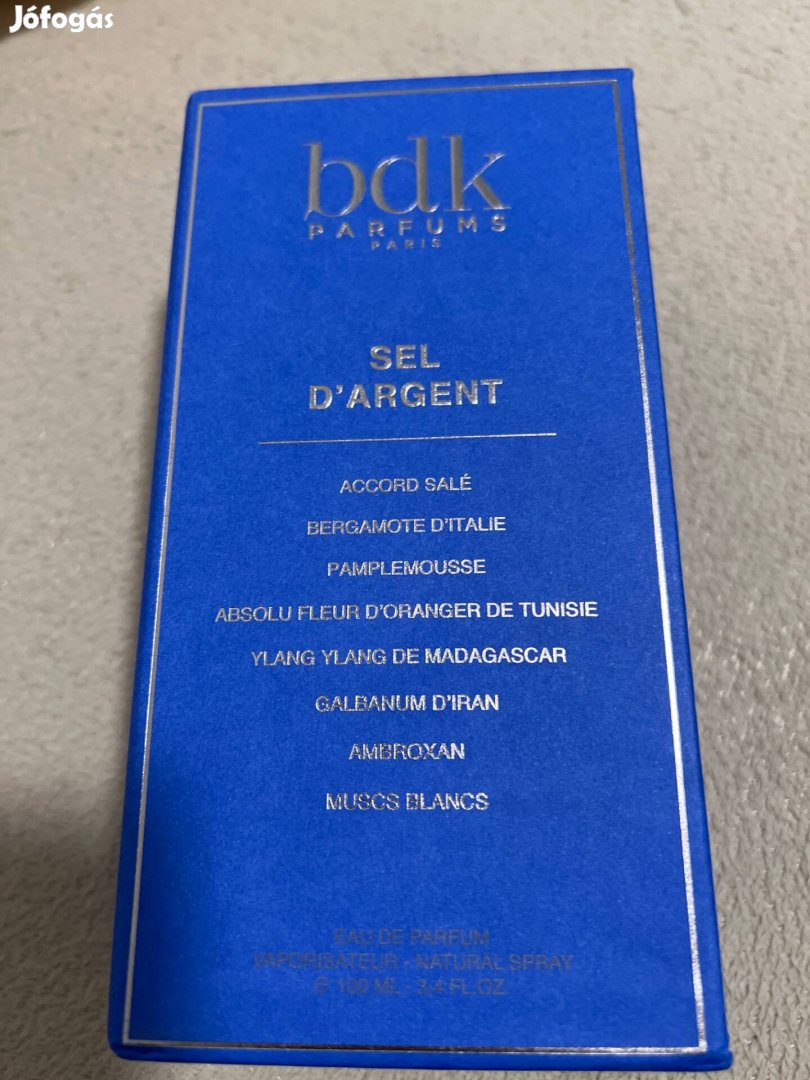 Jófogás
bdk
PARFUMS
PARIS
SEL
D'ARGENT
ACCORD SALÉ
BERGAMOTE D'ITALIE
PAMPLEMOUSSE
ABSOLU FLEUR D'ORANGER DE TUNISIE
YLANG YLANG DE MADAGASCAR
GALBANUM D'IRAN
AMBROXAN
MUSCS BLANCS
EAU DE PARFUM
VAPORISATEUR - NATURAL SPRAY
℮ 100 ML - 3,4 FL.OZ.